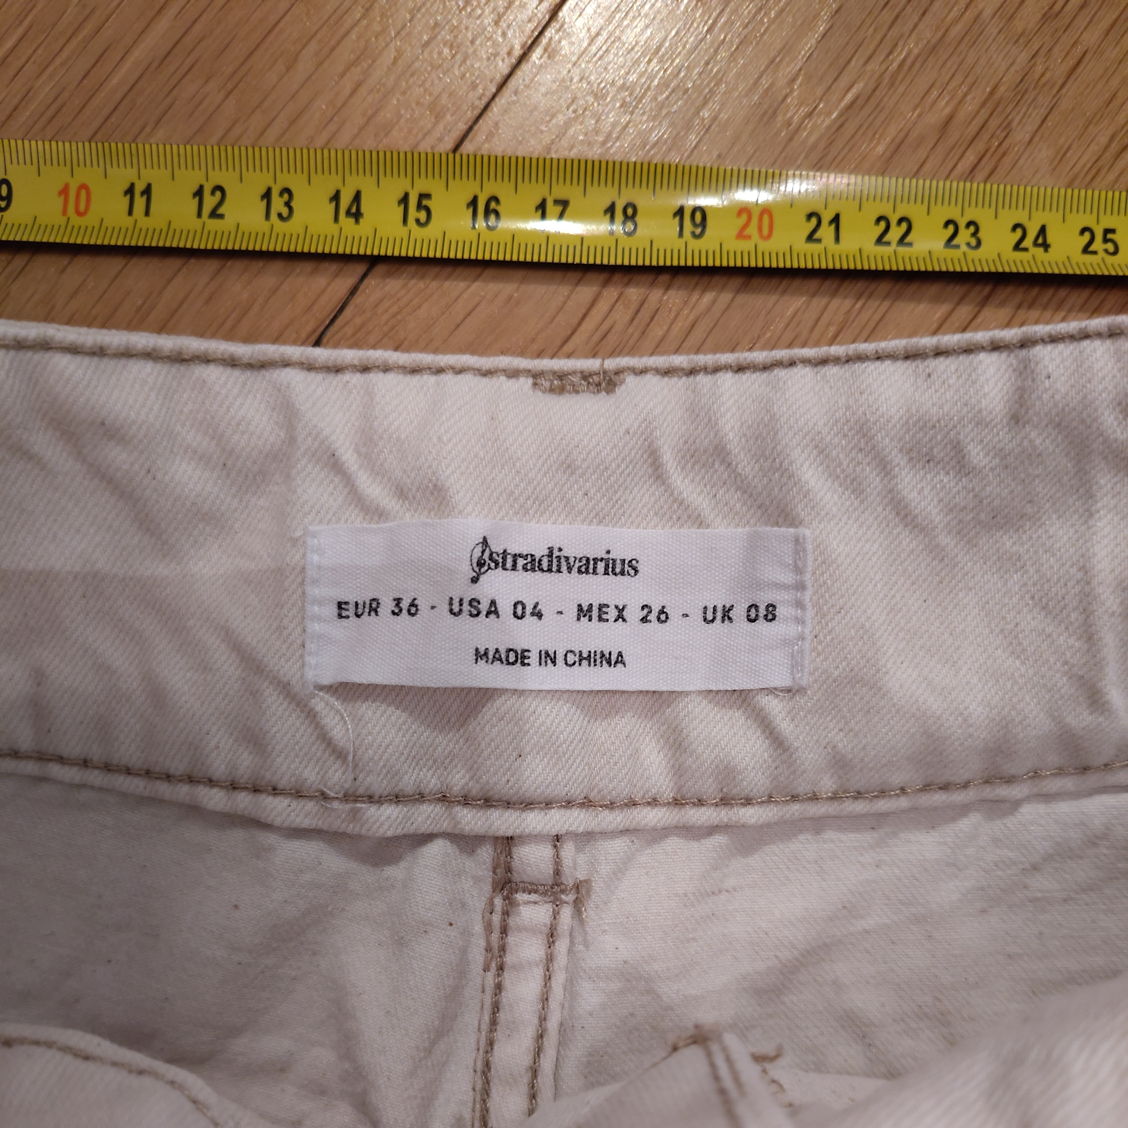 9 10 11 12 13 14 15 16 17 18 19 20 21 22 23 24 25
stradivarius
EUR 36 - USA 04 - MEX 26 - UK 08
MADE IN CHINA